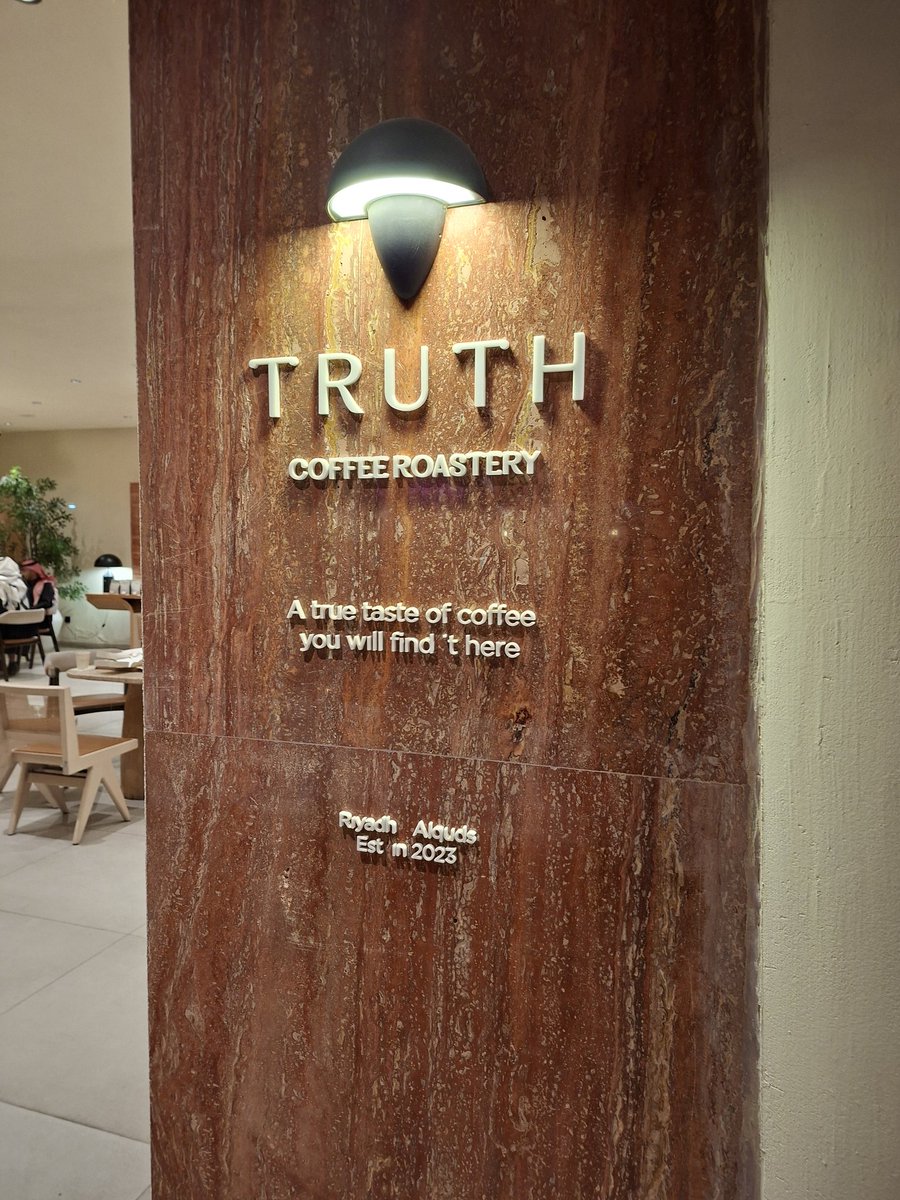 TRUTH
COFFEE ROASTERY
A true taste of coffee
you will find 't here
Riyadh Alquds
Est in 2023